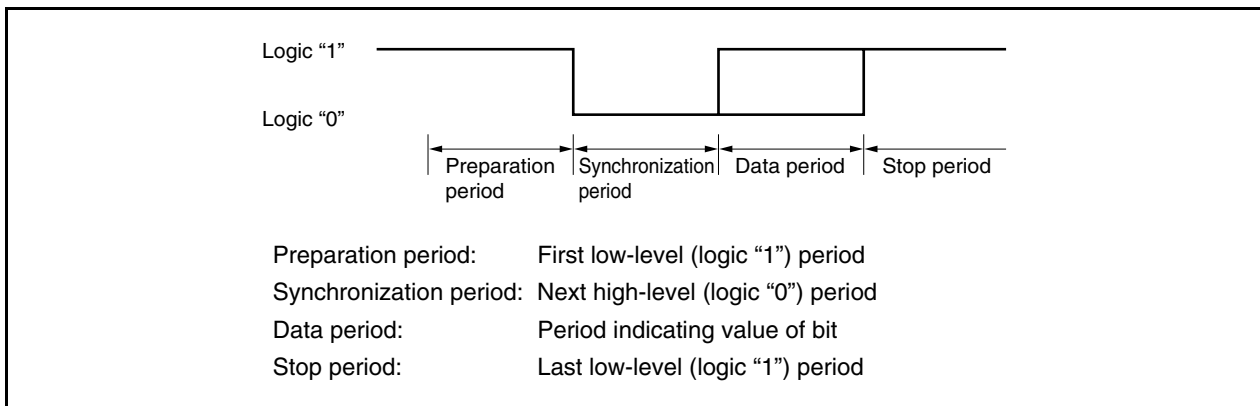 Logic “1”
Logic “0”
Preparation period
Synchronization period
Data period
Stop period
Preparation period: First low-level (logic “1”) period
Synchronization period: Next high-level (logic “0”) period
Data period: Period indicating value of bit
Stop period: Last low-level (logic “1”) period